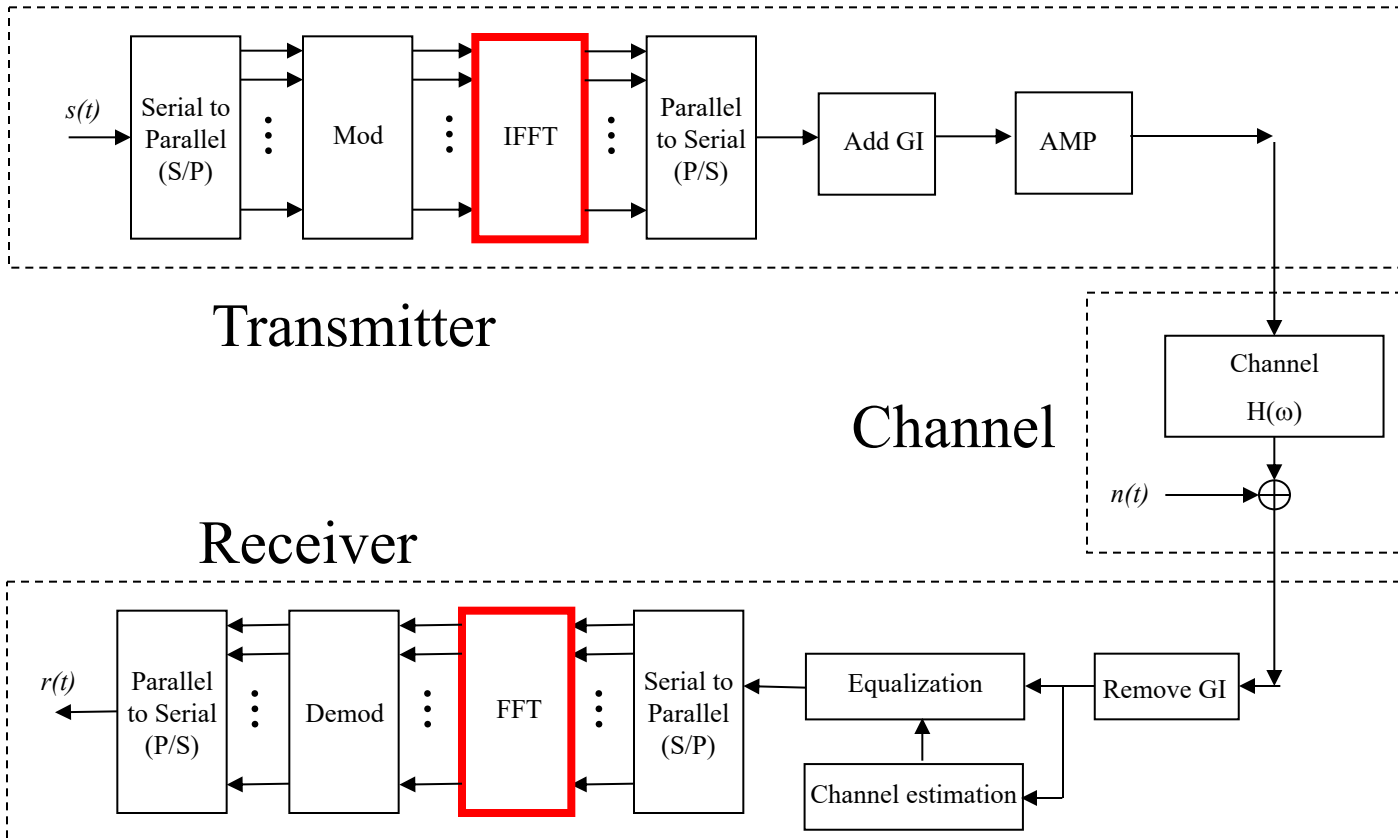 s(t)
Serial to
Parallel
(S/P)
Mod
IFFT
Parallel
to Serial
(P/S)
Add GI
AMP
Transmitter
Channel
H(ω)
Channel
n(t)
Receiver
r(t)
Parallel
to Serial
(P/S)
Demod
FFT
Serial to
Parallel
(S/P)
Equalization
Remove GI
Channel estimation